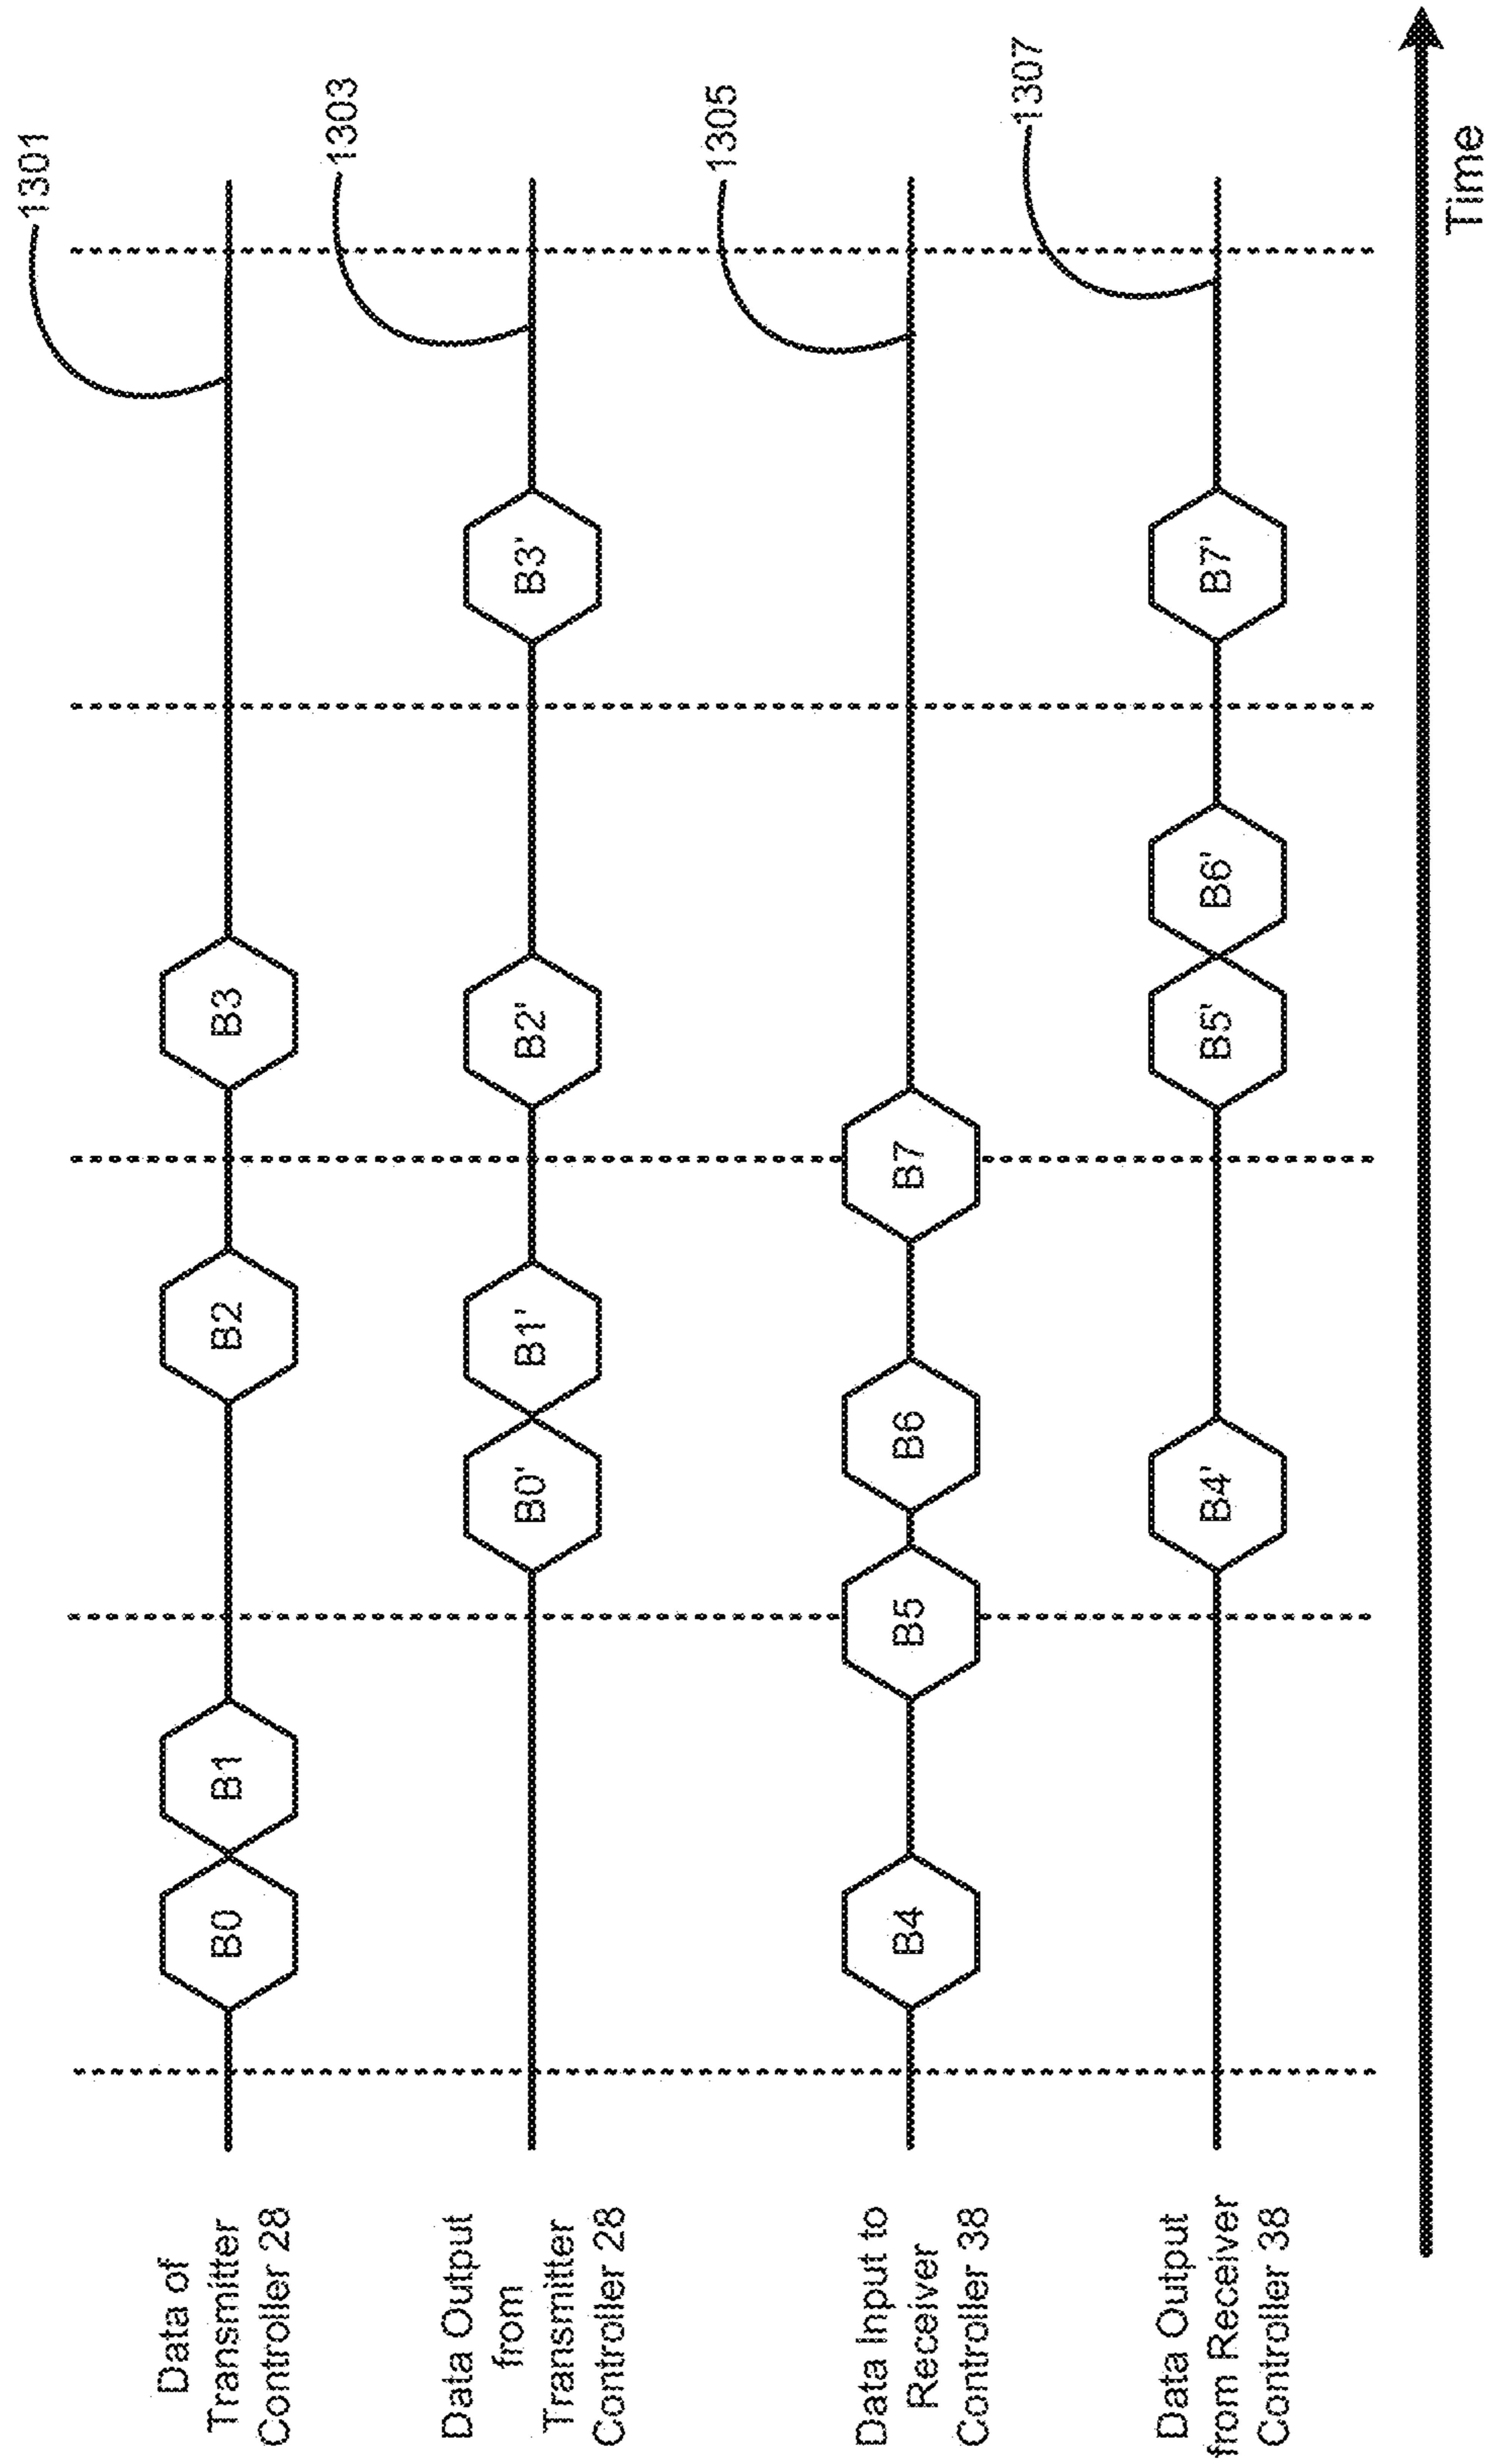 1301
Data of
Transmitter
Controller 28
B0
B1
B2
B3
1303
Data Output
from
Transmitter
Controller 28
B0'
B1'
B2'
B3'
1305
Data Input to
Receiver
Controller 38
B4
B5
B6
B7
1307
Data Output
from Receiver
Controller 38
B4'
B5'
B6'
B7'
Time